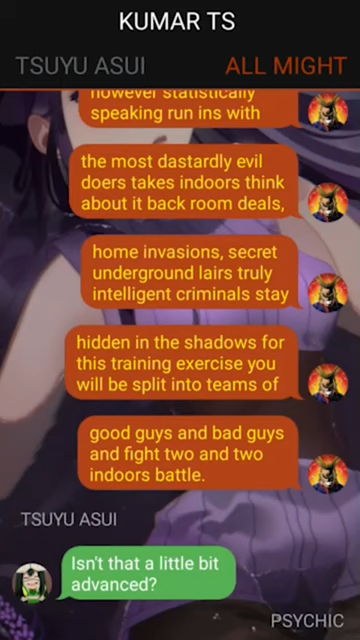 KUMAR TS
TSUYU ASUI
ALL MIGHT
however statistically
speaking run ins with
the most dastardly evil
doers takes indoors think
about it back room deals,
home invasions, secret
underground lairs truly
intelligent criminals stay
hidden in the shadows for
this training exercise you
will be split into teams of
good guys and bad guys
and fight two and two
indoors battle.
TSUYU ASUI
Isn't that a little bit
advanced?
PSYCHIC